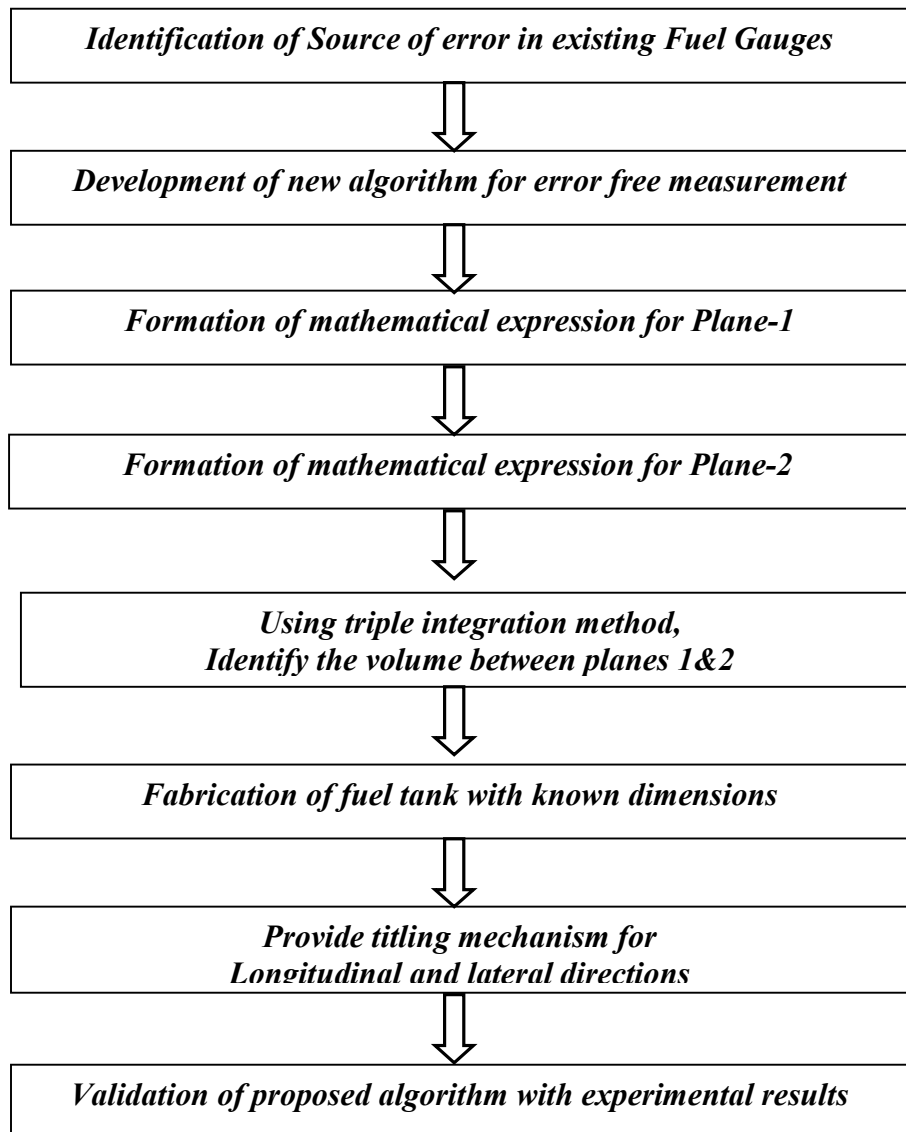 Identification of Source of error in existing Fuel Gauges
Development of new algorithm for error free measurement
Formation of mathematical expression for Plane-1
Formation of mathematical expression for Plane-2
Using triple integration method,
Identify the volume between planes 1&2
Fabrication of fuel tank with known dimensions
Provide titling mechanism for
Longitudinal and lateral directions
Validation of proposed algorithm with experimental results